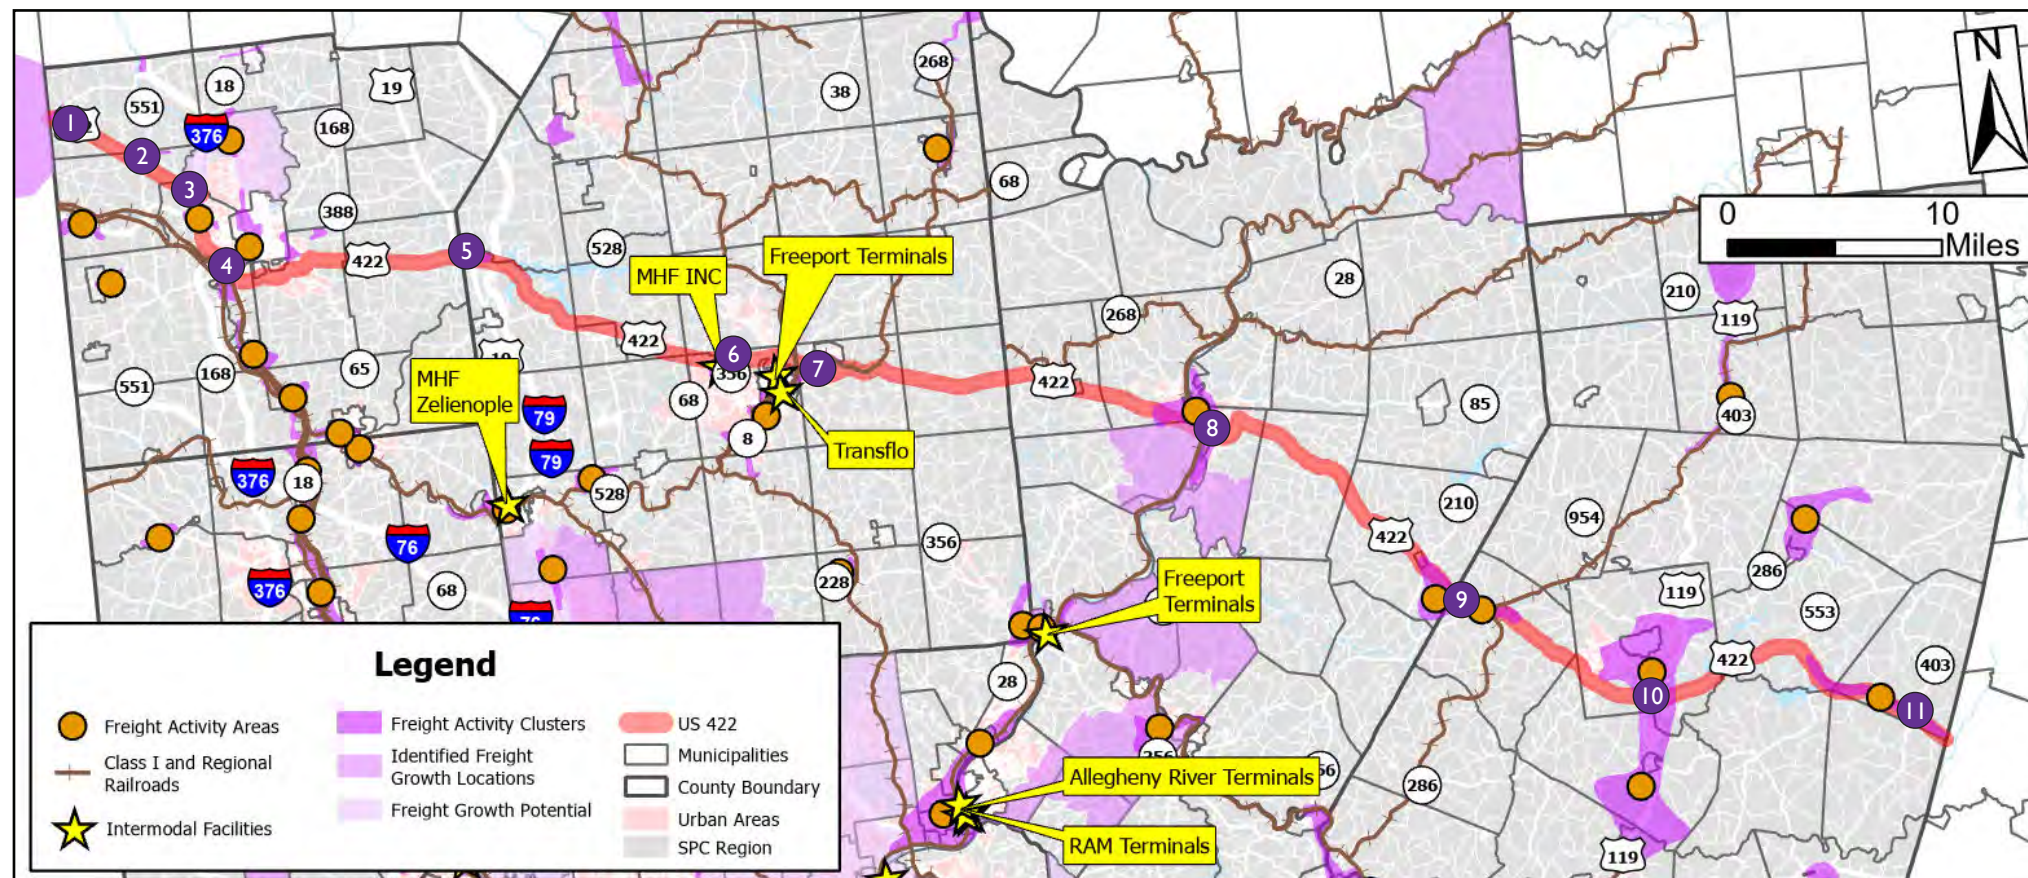 N
0 10
Miles
268
38
19
18
551
376
168
68
388
528
422
Freeport Terminals
MHF INC
28
268
210
119
1
2
3
4
5
6
7
8
9
10
11
422
356
68
8
Transflo
MHF
Zelienople
65
168
551
79
79
376
18
528
76
376
68
228
356
422
85
403
210
954
422
286
119
553
422
403
Freeport
Terminals
28
Allegheny River Terminals
RAM Terminals
286
119
Legend
Freight Activity Areas
Class I and Regional
Railroads
Intermodal Facilities
Freight Activity Clusters
Identified Freight
Growth Locations
Freight Growth Potential
US 422
Municipalities
County Boundary
Urban Areas
SPC Region